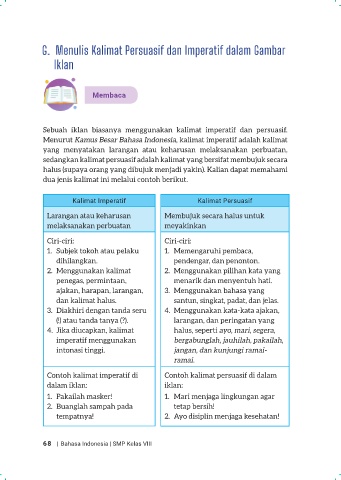 G. Menulis Kalimat Persuasif dan Imperatif dalam Gambar
Iklan
Membaca
Sebuah iklan biasanya menggunakan kalimat imperatif dan persuasif.
Menurut Kamus Besar Bahasa Indonesia, kalimat imperatif adalah kalimat
yang menyatakan larangan atau keharusan melaksanakan perbuatan,
sedangkan kalimat persuasif adalah kalimat yang bersifat membujuk secara
halus (supaya orang yang dibujuk menjadi yakin). Kalian dapat memahami
dua jenis kalimat ini melalui contoh berikut.
Kalimat Imperatif
Larangan atau keharusan
melaksanakan perbuatan
Ciri-ciri:
1. Subjek tokoh atau pelaku
dihilangkan.
2. Menggunakan kalimat
penegas, permintaan,
ajakan, harapan, larangan,
dan kalimat halus.
3. Diakhiri dengan tanda seru
(!) atau tanda tanya (?).
4. Jika diucapkan, kalimat
imperatif menggunakan
intonasi tinggi.
Contoh kalimat imperatif di
dalam iklan:
1. Pakailah masker!
2. Buanglah sampah pada
tempatnya!
Kalimat Persuasif
Membujuk secara halus untuk
meyakinkan
Ciri-ciri:
1. Memengaruhi pembaca,
pendengar, dan penonton.
2. Menggunakan pilihan kata yang
menarik dan menyentuh hati.
3. Menggunakan bahasa yang
santun, singkat, padat, dan jelas.
4. Menggunakan kata-kata ajakan,
larangan, dan peringatan yang
halus, seperti ayo, mari, segera,
bergabunglah, jauhilah, pakailah,
jangan, dan kunjungi ramai-
ramai.
Contoh kalimat persuasif di dalam
iklan:
1. Mari menjaga lingkungan agar
tetap bersih!
2. Ayo disiplin menjaga kesehatan!
68 | Bahasa Indonesia | SMP Kelas VIII